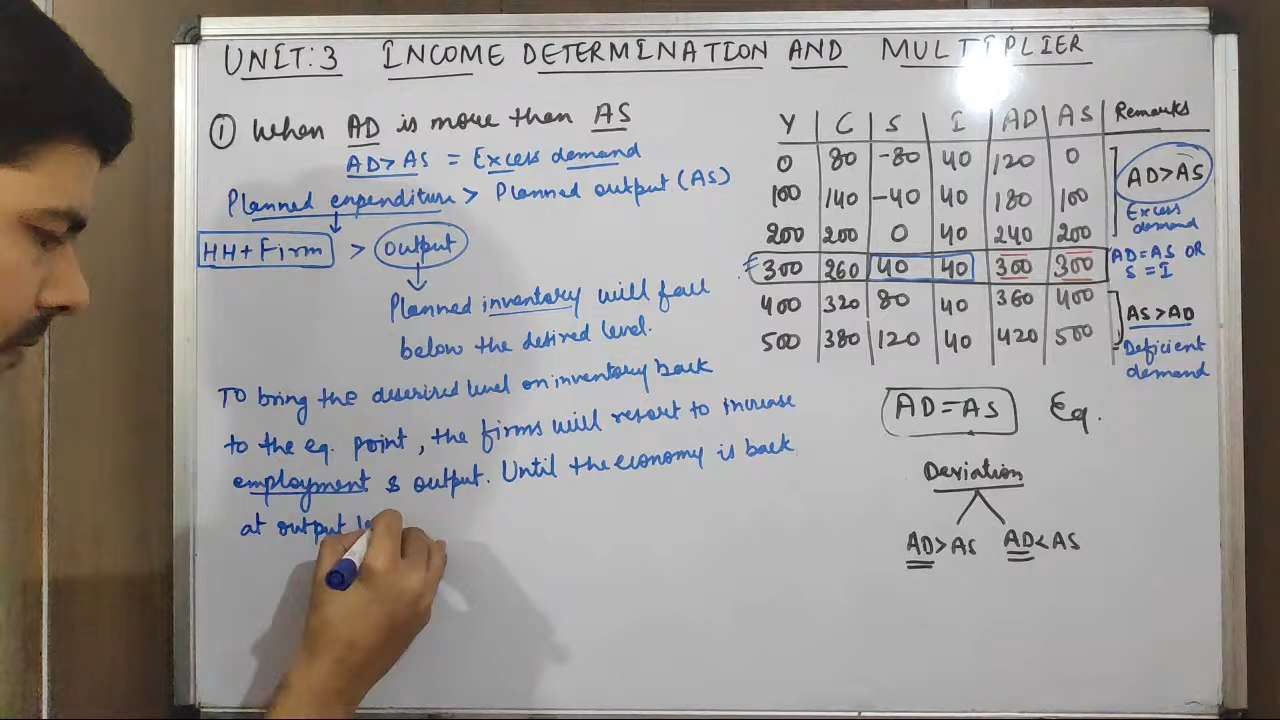 UNIT:3 INCOME DETERMINATION AND MULTIPLIER
① When AD is more then AS
AD>AS = Excess demand
Planned expenditure > Planned output (AS)
HH+Firm > output
Planned inventory will fall
below the desired level.
To bring the deserired level on inventory back
to the eq. point, the firms will resort to increase
employment & output. Until the economy is back
at output
Y C S I AD AS Remarks
0 80 -80 40 120 0
100 140 -40 40 180 100
200 200 0 40 240 200
300 260 40 40 300 300
400 320 80 40 360 400
500 380 120 40 420 500
AD>AS
Excess
demand
AD=AS OR
S=I
AS>AD
Deficient
demand
AD=AS Eq.
Deviation
AD>AS AD<AS